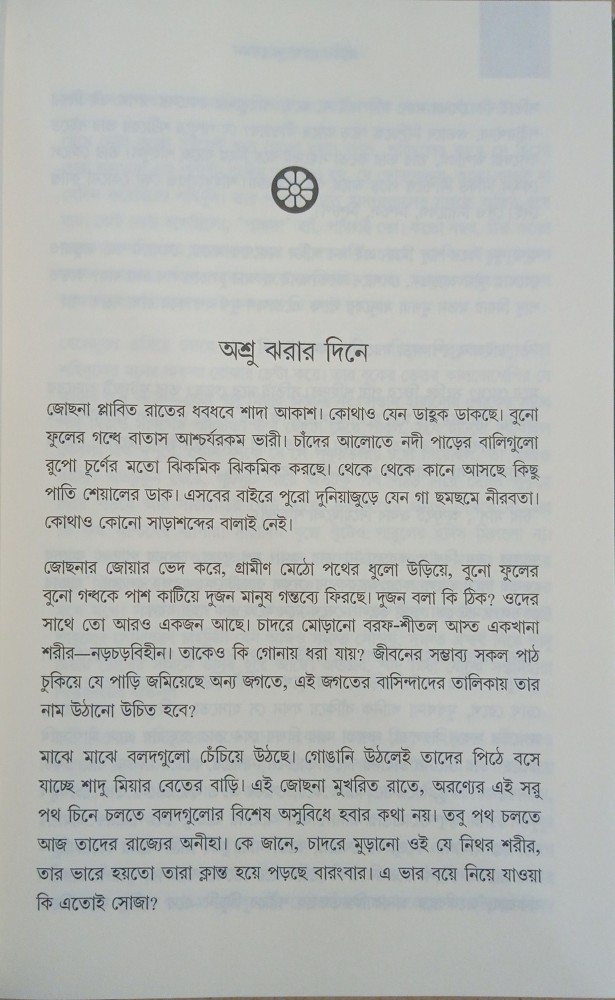 অশ্রু ঝরার দিনে
জোছনা প্লাবিত রাতের ধবধবে শাদা আকাশ। কোথাও যেন ডাহুক ডাকছে। বুনো
ফুলের গন্ধে বাতাস আশ্চর্যরকম ভারী। চাঁদের আলোতে নদী পাড়ের বালিগুলো
রুপো চূর্ণের মতো ঝিকমিক ঝিকমিক করছে। থেকে থেকে কানে আসছে কিছু
পাতি শেয়ালের ডাক। এসবের বাইরে পুরো দুনিয়াজুড়ে যেন গা ছমছমে নীরবতা।
কোথাও কোনো সাড়াশব্দের বালাই নেই।
জোছনার জোয়ার ভেদ করে, গ্রামীণ মেঠো পথের ধুলো উড়িয়ে, বুনো ফুলের
বুনো গন্ধকে পাশ কাটিয়ে দুজন মানুষ গন্তব্যে ফিরছে। দুজন বলা কি ঠিক? ওদের
সাথে তো আরও একজন আছে। চাদরে মোড়ানো বরফ-শীতল আস্ত একখানা
শরীর—নড়চড়বিহীন। তাকেও কি গোনায় ধরা যায়? জীবনের সম্ভাব্য সকল পাঠ
চুকিয়ে যে পাড়ি জমিয়েছে অন্য জগতে, এই জগতের বাসিন্দাদের তালিকায় তার
নাম উঠানো উচিত হবে?
মাঝে মাঝে বলদগুলো চেঁচিয়ে উঠছে। গোঙানি উঠলেই তাদের পিঠে বসে
যাচ্ছে শাদু মিয়ার বেতের বাড়ি। এই জোছনা মুখরিত রাতে, অরণ্যের এই সরু
পথ চিনে চলতে বলদগুলোর বিশেষ অসুবিধে হবার কথা নয়। তবু পথ চলতে
আজ তাদের রাজ্যের অনীহা। কে জানে, চাদরে মুড়ানো ওই যে নিথর শরীর,
তার ভারে হয়তো তারা ক্লান্ত হয়ে পড়ছে বারংবার। এ ভার বয়ে নিয়ে যাওয়া
কি এতোই সোজা?